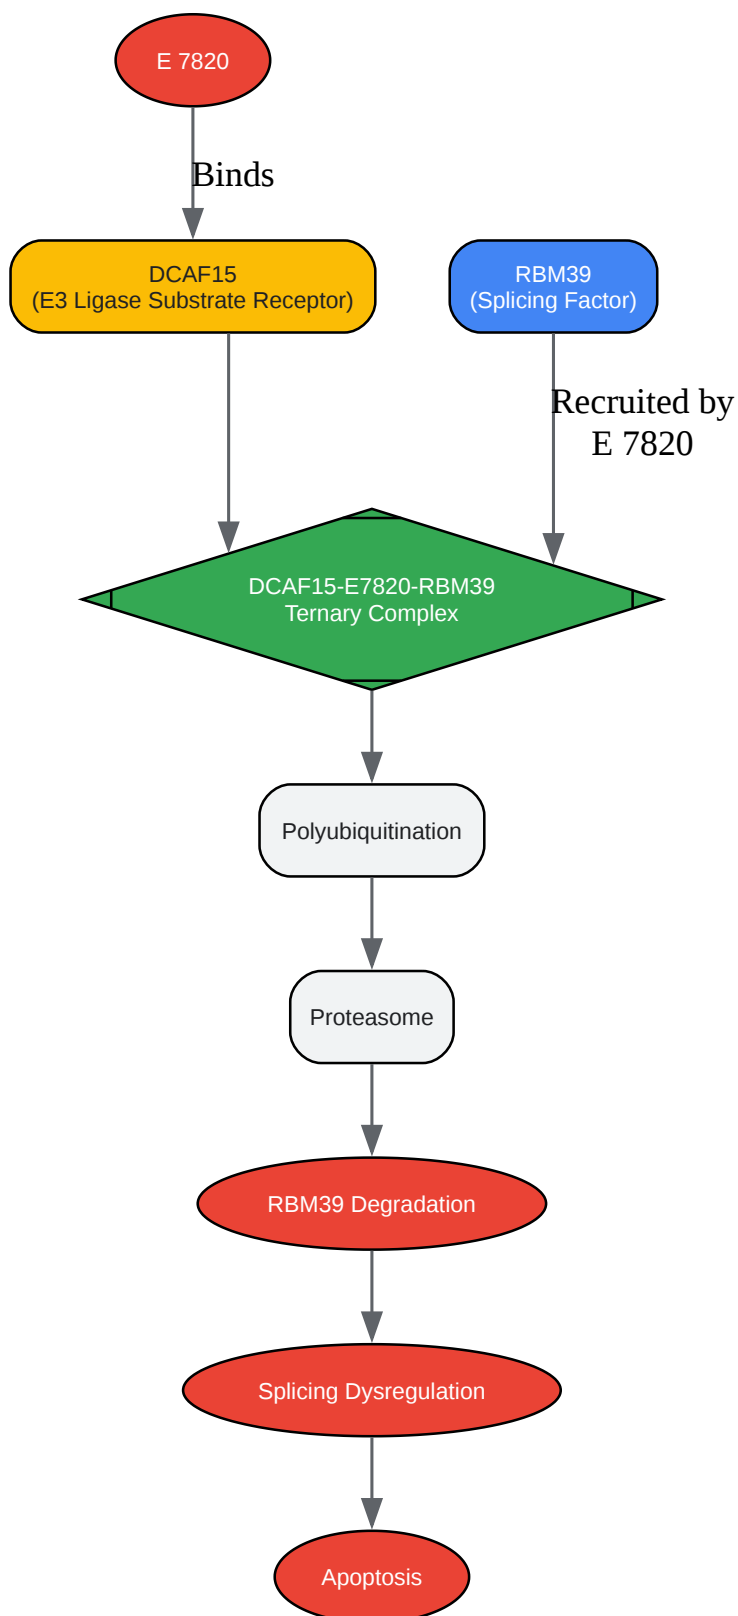 E 7820
Binds
DCAF15
(E3 Ligase Substrate Receptor)
RBM39
(Splicing Factor)
Recruited by
E 7820
DCAF15-E7820-RBM39
Ternary Complex
Polyubiquitination
Proteasome
RBM39 Degradation
Splicing Dysregulation
Apoptosis